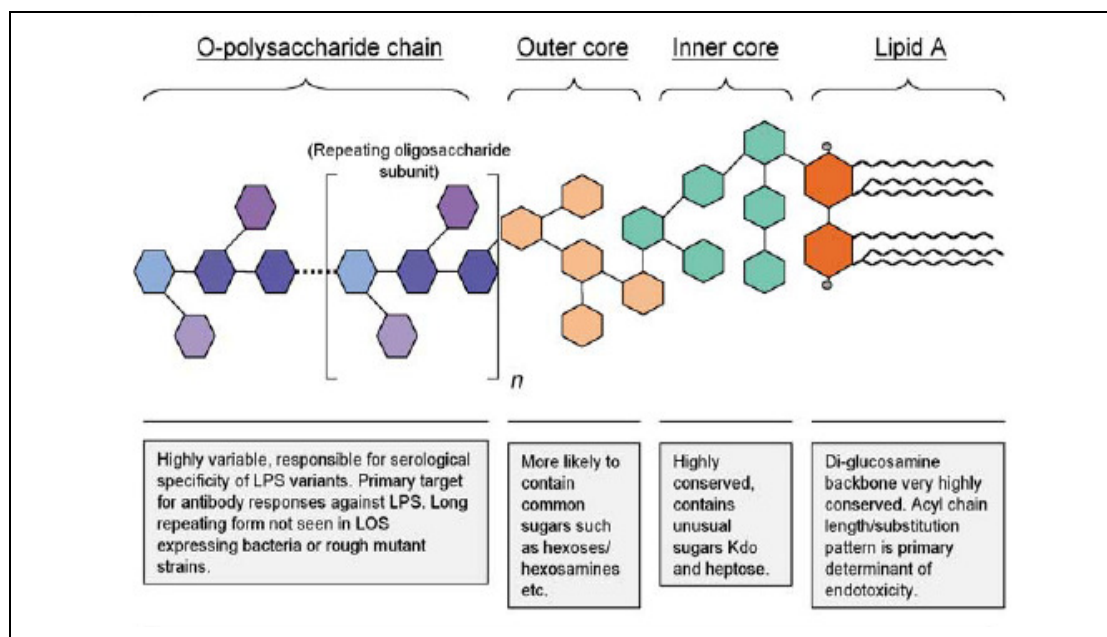 O-polysaccharide chain
Outer core
Inner core
Lipid A
(Repeating oligosaccharide
subunit)
n
Highly variable, responsible for serological
specificity of LPS variants. Primary target
for antibody responses against LPS. Long
repeating form not seen in LOS
expressing bacteria or rough mutant
strains.
More likely to
contain
common
sugars such
as hexoses/
hexosamines
etc.
Highly
conserved,
contains
unusual
sugars Kdo
and heptose.
Di-glucosamine
backbone very highly
conserved. Acyl chain
length/substitution
pattern is primary
determinant of
endotoxicity.